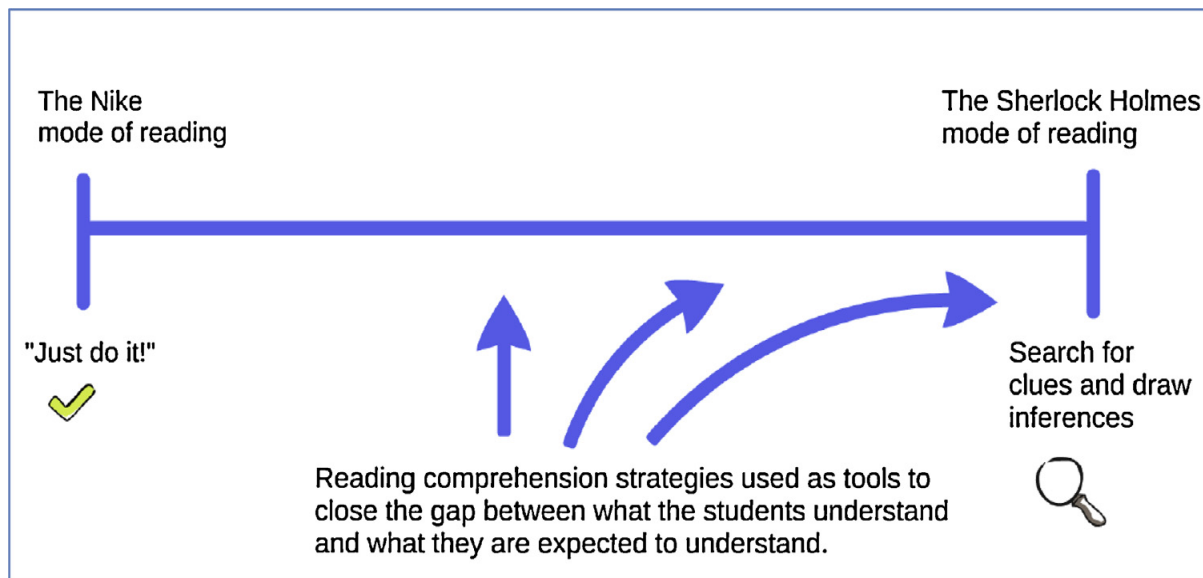 The Nike
mode of reading
The Sherlock Holmes
mode of reading
"Just do it!"
Search for
clues and draw
inferences
Reading comprehension strategies used as tools to
close the gap between what the students understand
and what they are expected to understand.